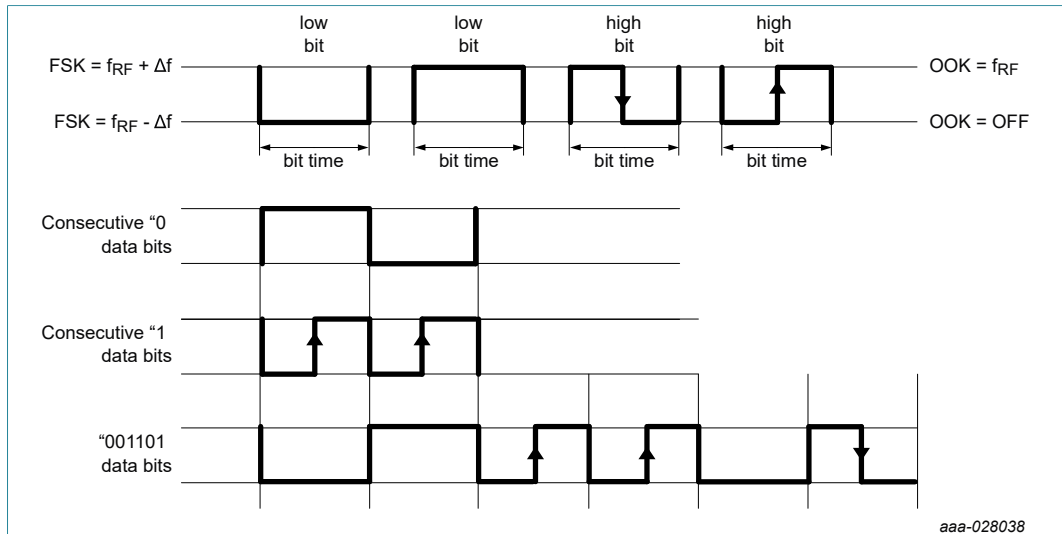 low bit
low bit
high bit
high bit
FSK = fRF + Δf
OOK = fRF
FSK = fRF - Δf
OOK = OFF
bit time
bit time
bit time
bit time
Consecutive “0
data bits
Consecutive “1
data bits
“001101
data bits
aaa-028038